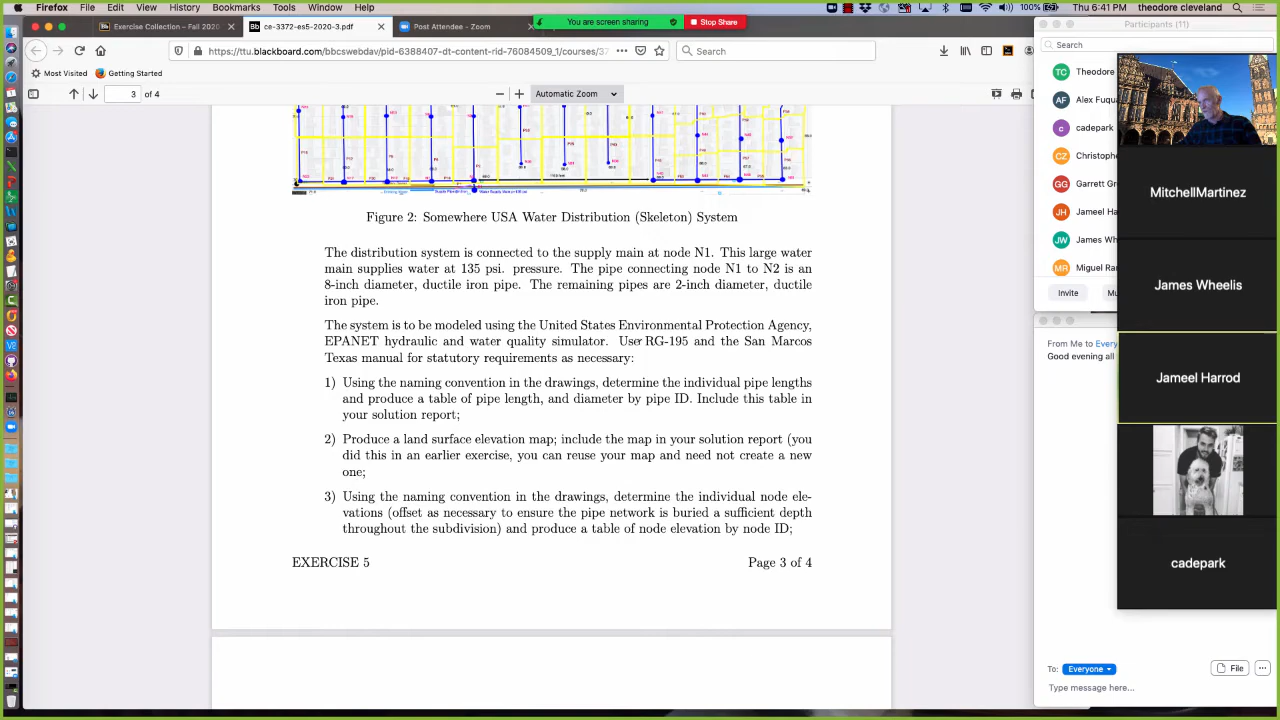 Firefox File Edit View History Bookmarks Tools Window Help
100% Thu 6:41 PM theodore cleveland
Exercise Collection – Fall 2020
ce-3372-es5-2020-3.pdf
Post Attendee - Zoom
You are screen sharing
Stop Share
https://ttu.blackboard.com/bbcswebdav/pid-6388407-dt-content-rid-76084509_1/courses/37
Search
Most Visited
Getting Started
3 of 4
Automatic Zoom
Figure 2: Somewhere USA Water Distribution (Skeleton) System
The distribution system is connected to the supply main at node N1. This large water
main supplies water at 135 psi. pressure. The pipe connecting node N1 to N2 is an
8-inch diameter, ductile iron pipe. The remaining pipes are 2-inch diameter, ductile
iron pipe.
The system is to be modeled using the United States Environmental Protection Agency,
EPANET hydraulic and water quality simulator. User RG-195 and the San Marcos
Texas manual for statutory requirements as necessary:
1) Using the naming convention in the drawings, determine the individual pipe lengths
and produce a table of pipe length, and diameter by pipe ID. Include this table in
your solution report;
2) Produce a land surface elevation map; include the map in your solution report (you
did this in an earlier exercise, you can reuse your map and need not create a new
one;
3) Using the naming convention in the drawings, determine the individual node ele-
vations (offset as necessary to ensure the pipe network is buried a sufficient depth
throughout the subdivision) and produce a table of node elevation by node ID;
EXERCISE 5 Page 3 of 4
Participants (11)
Search
TC Theodore
AF Alex Fuqua
c cadepark
CZ Christophe
GG Garrett Gr
JH Jameel Ha
JW James Wh
MR Miguel Ra
Invite
Mu
From Me to Every
Good evening all
MitchellMartinez
James Wheelis
Jameel Harrod
cadepark
To: Everyone
File
Type message here...